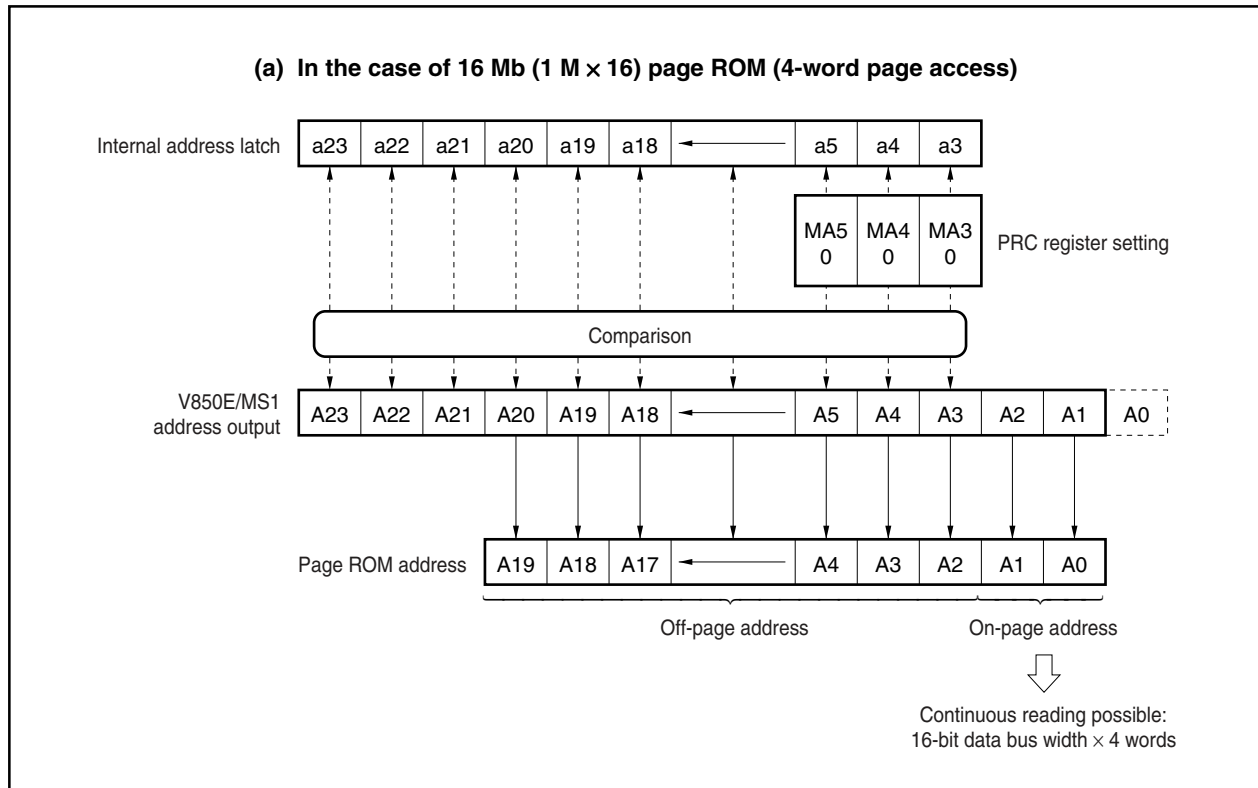 (a) In the case of 16 Mb (1 M × 16) page ROM (4-word page access)
Internal address latch a23 a22 a21 a20 a19 a18 a5 a4 a3
MA5 MA4 MA3
0 0 0
PRC register setting
Comparison
V850E/MS1
address output
A23 A22 A21 A20 A19 A18 A5 A4 A3 A2 A1 A0
Page ROM address A19 A18 A17 A4 A3 A2 A1 A0
Off-page address On-page address
Continuous reading possible:
16-bit data bus width × 4 words